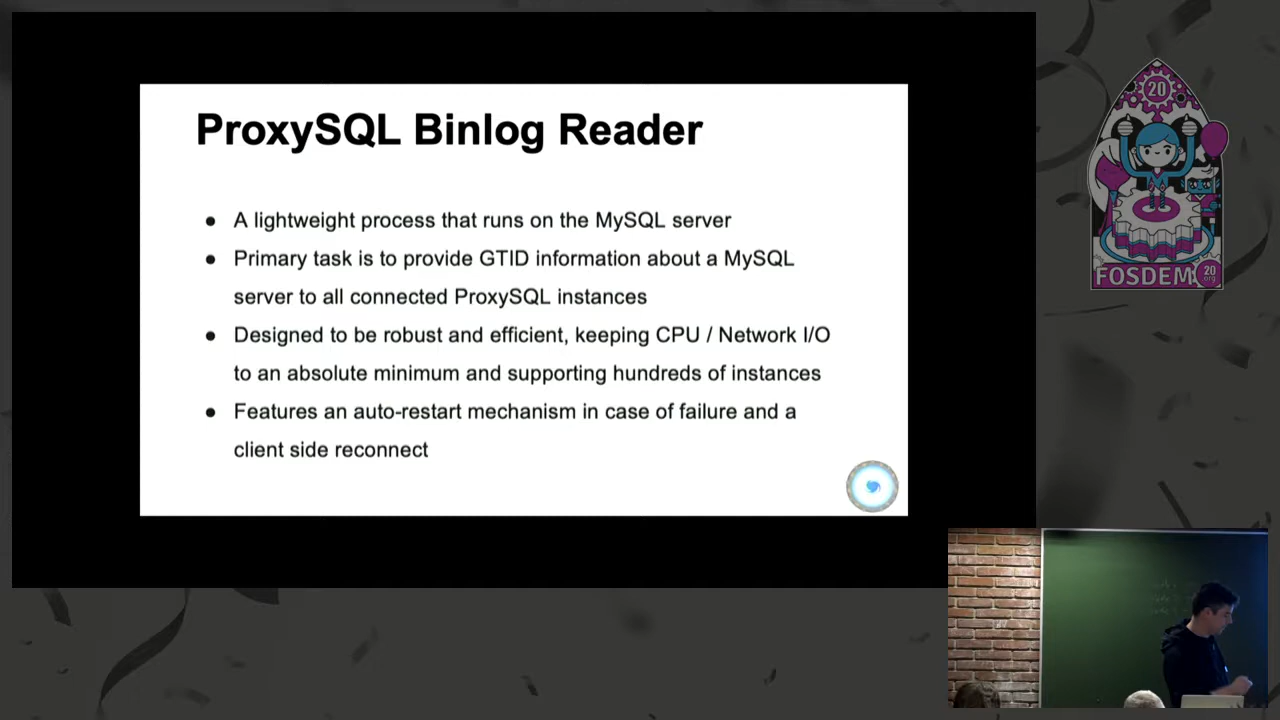 ProxySQL Binlog Reader
● A lightweight process that runs on the MySQL server
● Primary task is to provide GTID information about a MySQL
server to all connected ProxySQL instances
● Designed to be robust and efficient, keeping CPU / Network I/O
to an absolute minimum and supporting hundreds of instances
● Features an auto-restart mechanism in case of failure and a
client side reconnect
20
FOSDEM
20
.org